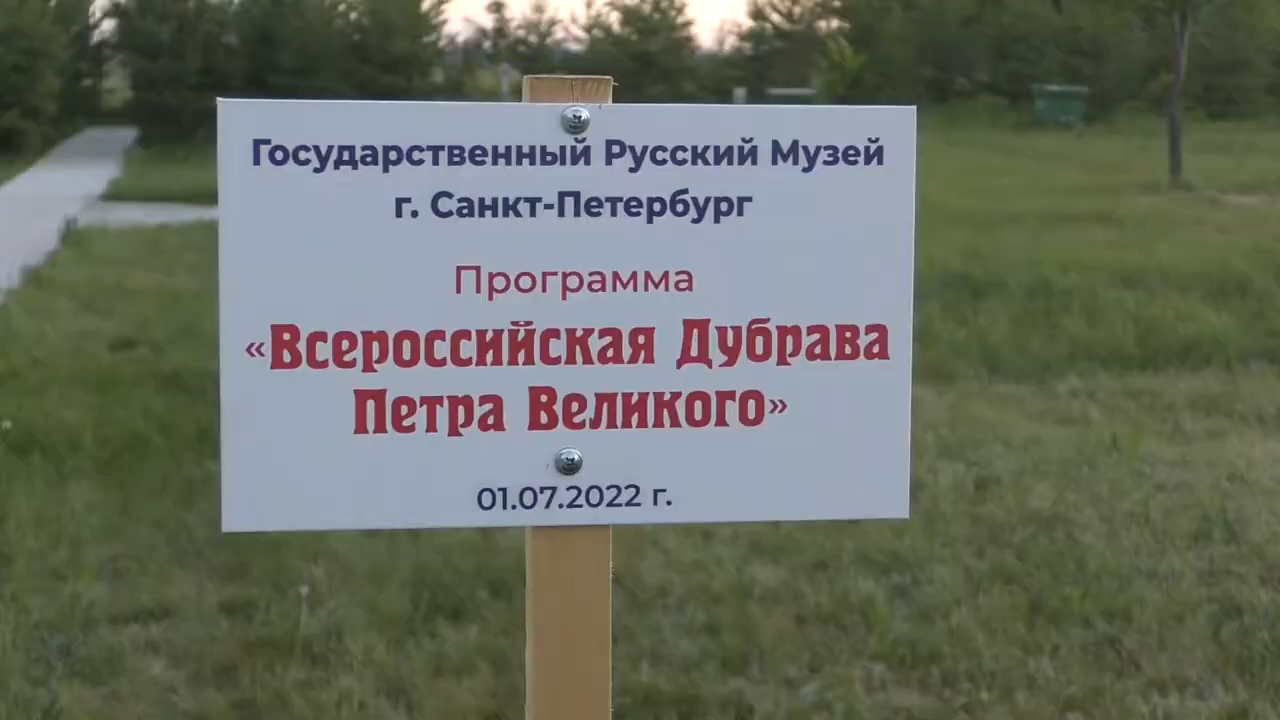 Государственный Русский Музей
г. Санкт-Петербург
Программа
«Всероссийская Дубрава
Петра Великого»
01.07.2022 г.